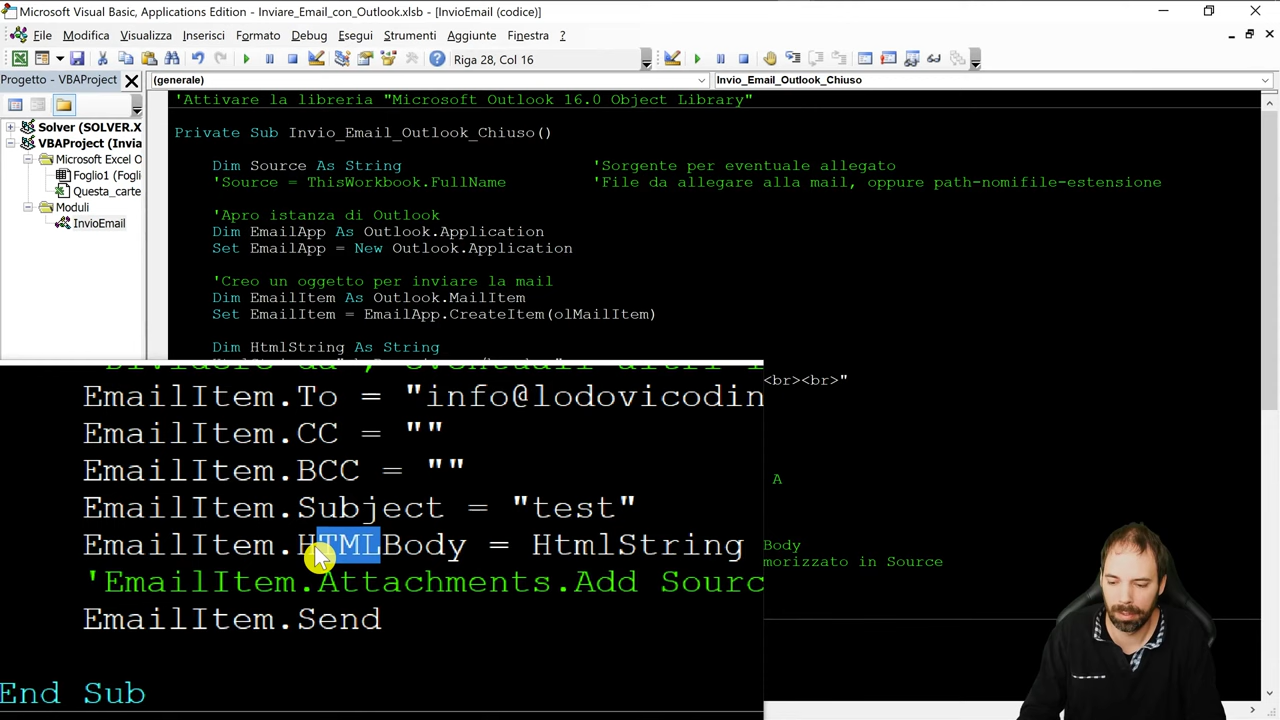 Microsoft Visual Basic, Applications Edition - Inviare_Email_con_Outlook.xlsb - [InvioEmail (codice)]
File Modifica Visualizza Inserisci Formato Debug Esegui Strumenti Aggiunte Finestra ?
Riga 28, Col 16
Progetto - VBAProject
(generale)
Invio_Email_Outlook_Chiuso
Solver (SOLVER.X
VBAProject (Invia
Microsoft Excel O
Foglio1 (Fogli
Questa_carte
Moduli
InvioEmail
'Attivare la libreria "Microsoft Outlook 16.0 Object Library"
Private Sub Invio_Email_Outlook_Chiuso()
Dim Source As String 'Sorgente per eventuale allegato
'Source = ThisWorkbook.FullName 'File da allegare alla mail, oppure path-nomifile-estensione
'Apro istanza di Outlook
Dim EmailApp As Outlook.Application
Set EmailApp = New Outlook.Application
'Creo un oggetto per inviare la mail
Dim EmailItem As Outlook.MailItem
Set EmailItem = EmailApp.CreateItem(olMailItem)
Dim HtmlString As String
<br><br>"
A
Body
morizzato in Source
EmailItem.To = "info@lodovicodin
EmailItem.CC = ""
EmailItem.BCC = ""
EmailItem.Subject = "test"
EmailItem.HTMLBody = HtmlString
'EmailItem.Attachments.Add Sourc
EmailItem.Send
End Sub